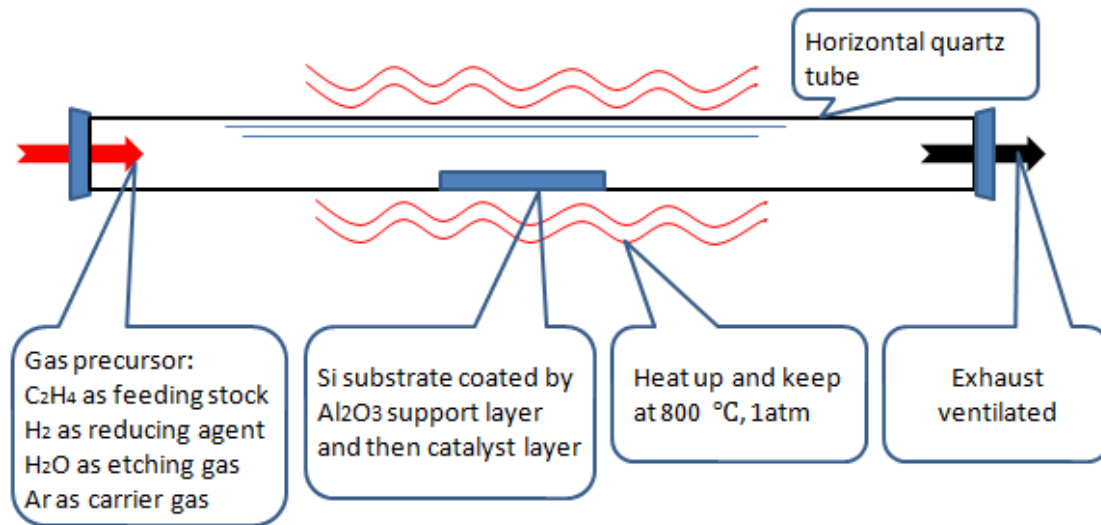 Horizontal quartz
tube
Gas precursor:
C₂H₄ as feeding stock
H₂ as reducing agent
H₂O as etching gas
Ar as carrier gas
Si substrate coated by
Al₂O₃ support layer
and then catalyst layer
Heat up and keep
at 800 ℃, 1atm
Exhaust
ventilated